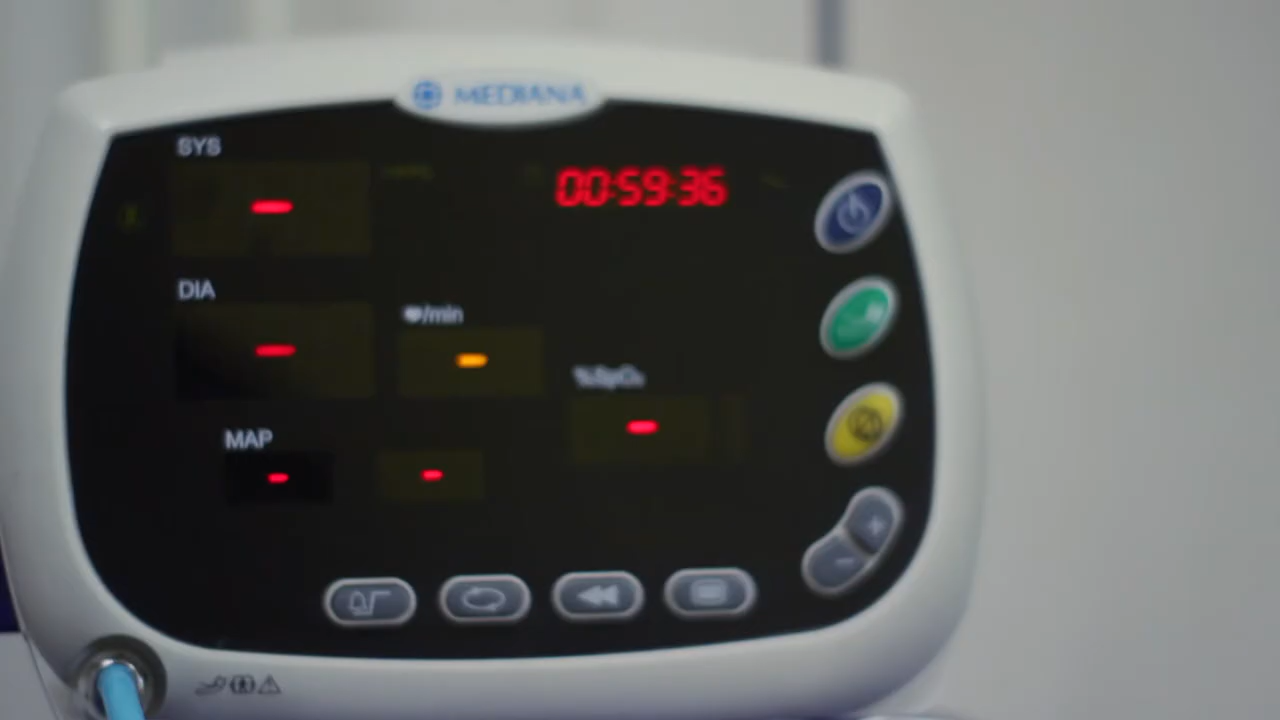 MEDIANA
SYS
00:59:36
DIA
/min
%SpO₂
MAP